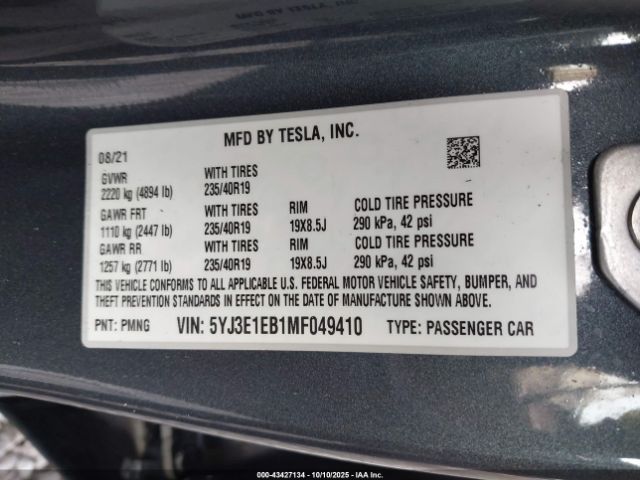 MFD BY TESLA, INC.
08/21
GVWR WITH TIRES
2220 kg (4894 lb) 235/40R19
GAWR FRT WITH TIRES RIM COLD TIRE PRESSURE
1110 kg (2447 lb) 235/40R19 19X8.5J 290 kPa, 42 psi
GAWR RR WITH TIRES RIM COLD TIRE PRESSURE
1257 kg (2771 lb) 235/40R19 19X8.5J 290 kPa, 42 psi
THIS VEHICLE CONFORMS TO ALL APPLICABLE U.S. FEDERAL MOTOR VEHICLE SAFETY, BUMPER, AND
THEFT PREVENTION STANDARDS IN EFFECT ON THE DATE OF MANUFACTURE SHOWN ABOVE.
PNT: PMNG VIN: 5YJ3E1EB1MF049410 TYPE: PASSENGER CAR
000-43427134 - 10/10/2025 - IAA Inc.